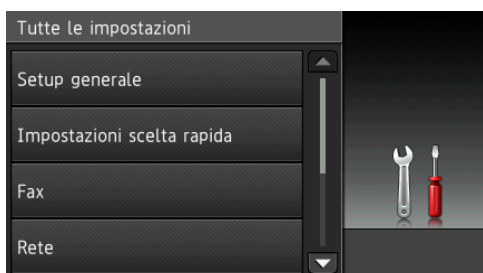 Tutte le impostazioni
Setup generale
Impostazioni scelta rapida
Fax
Rete